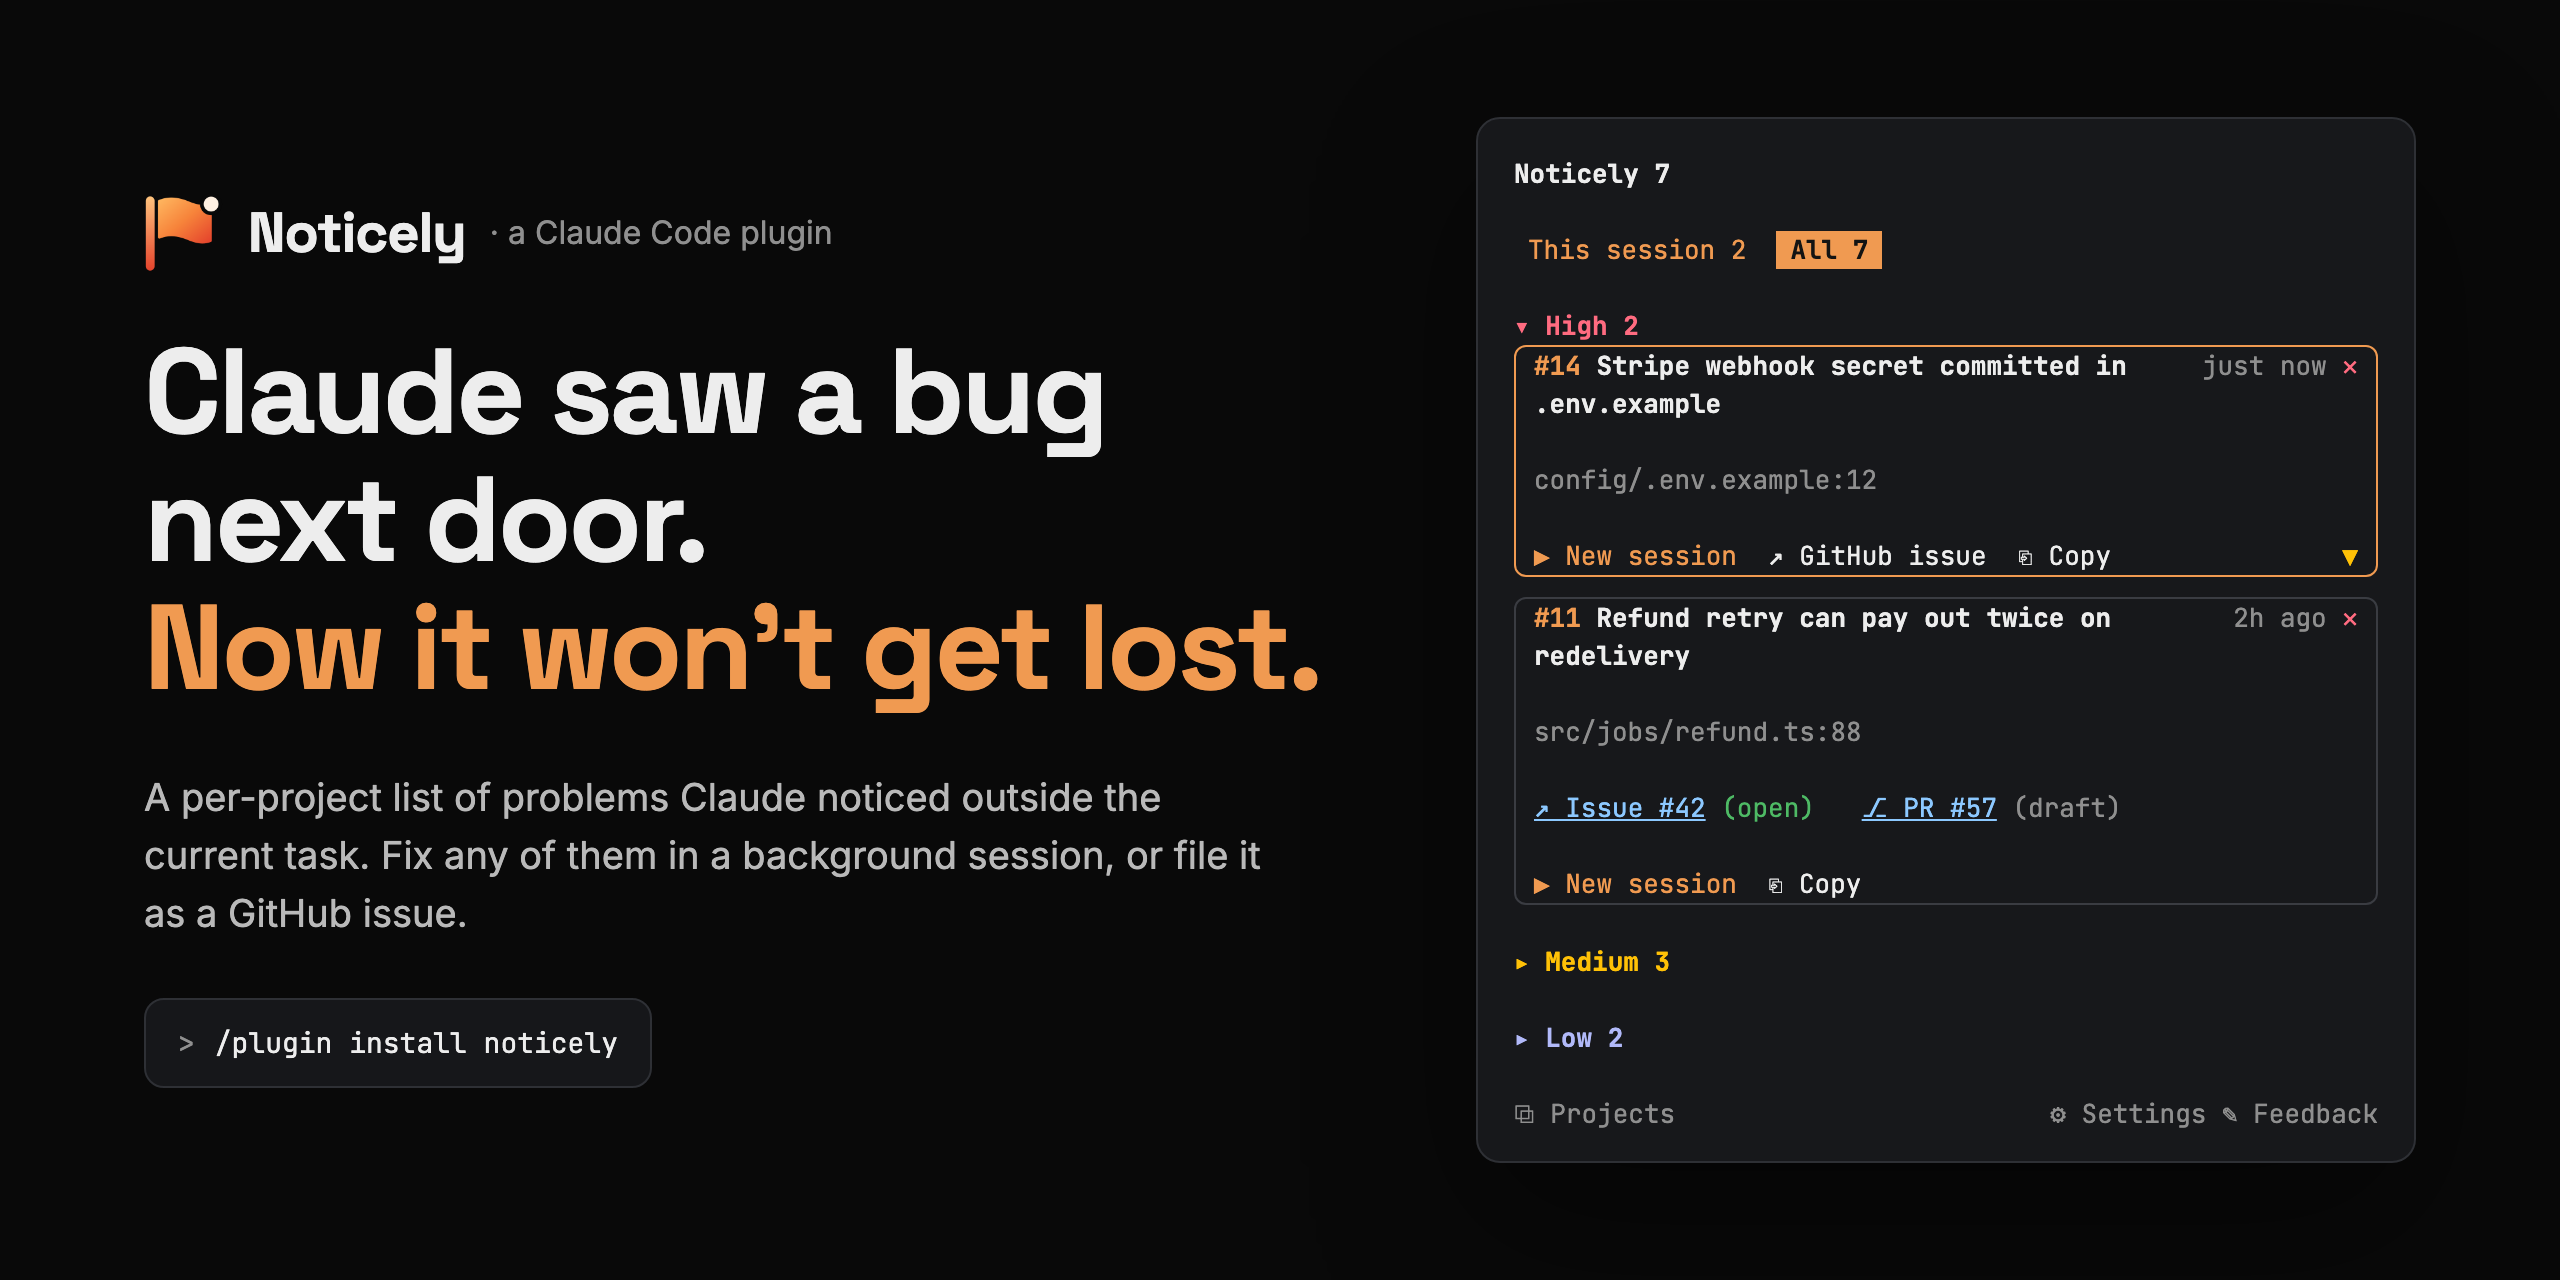 Noticely · a Claude Code plugin
Claude saw a bug
next door.
Now it won’t get lost.
A per-project list of problems Claude noticed outside the
current task. Fix any of them in a background session, or file it
as a GitHub issue.
> /plugin install noticely
Noticely 7
This session 2 All 7
▾ High 2
#14 Stripe webhook secret committed in just now ×
.env.example
config/.env.example:12
▶ New session ↗ GitHub issue ⎘ Copy ▼
#11 Refund retry can pay out twice on 2h ago ×
redelivery
src/jobs/refund.ts:88
↗ Issue #42 (open) ⎇ PR #57 (draft)
▶ New session ⎘ Copy
▸ Medium 3
▸ Low 2
⧉ Projects ⚙ Settings ✎ Feedback